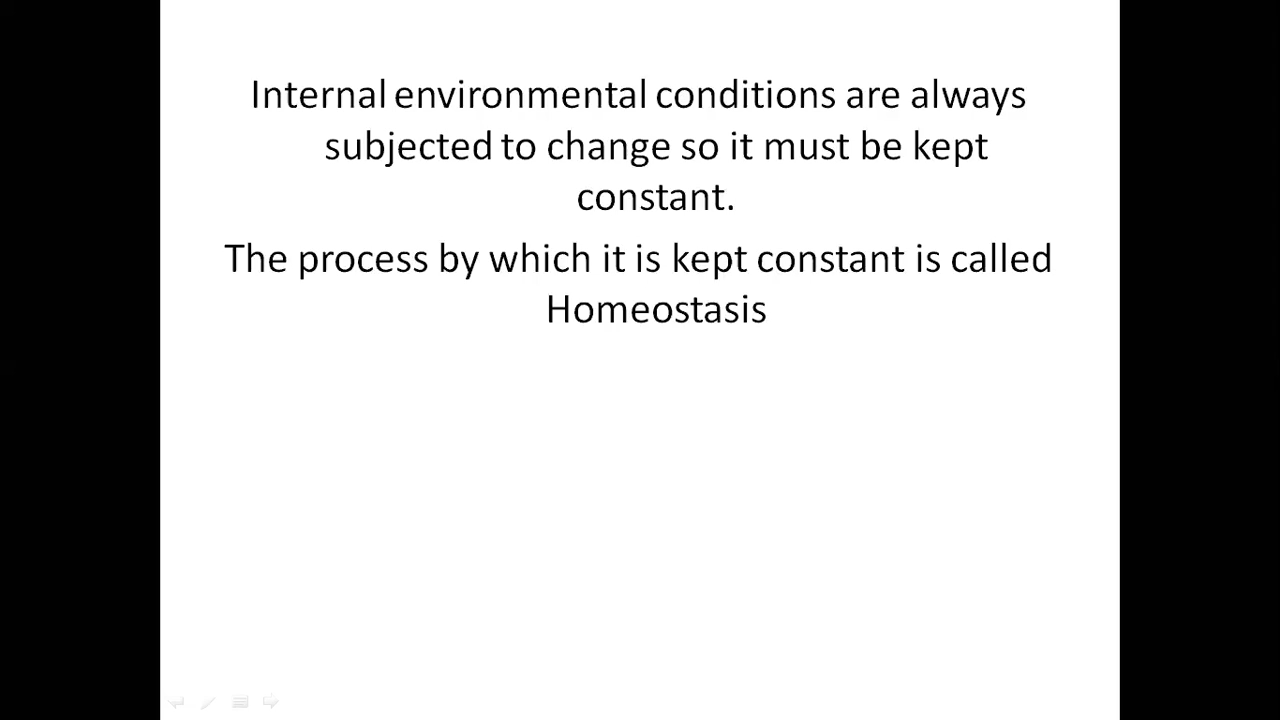 Internal environmental conditions are always
subjected to change so it must be kept
constant.
The process by which it is kept constant is called
Homeostasis